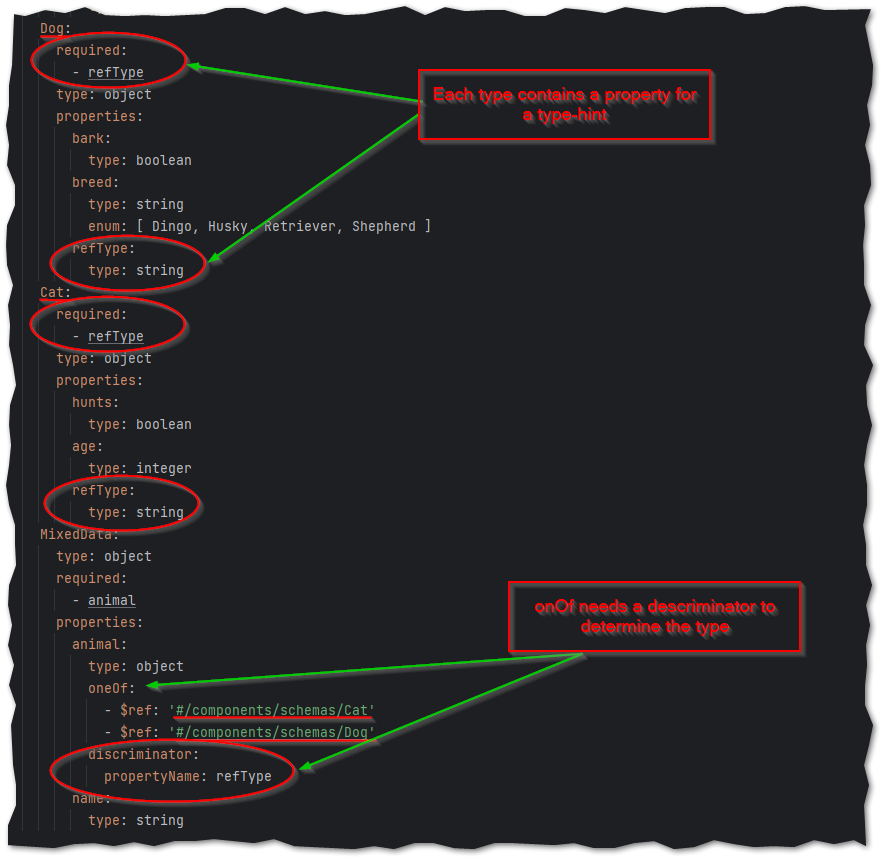 Dog:
required:
- refType
type: object
properties:
bark:
type: boolean
breed:
type: string
enum: [ Dingo, Husky, Retriever, Shepherd ]
refType:
type: string
Cat:
required:
- refType
type: object
properties:
hunts:
type: boolean
age:
type: integer
refType:
type: string
MixedData:
type: object
required:
- animal
properties:
animal:
type: object
oneOf:
- $ref: '#/components/schemas/Cat'
- $ref: '#/components/schemas/Dog'
discriminator:
propertyName: refType
name:
type: string
Each type contains a property for
a type-hint
onOf needs a descriminator to
determine the type